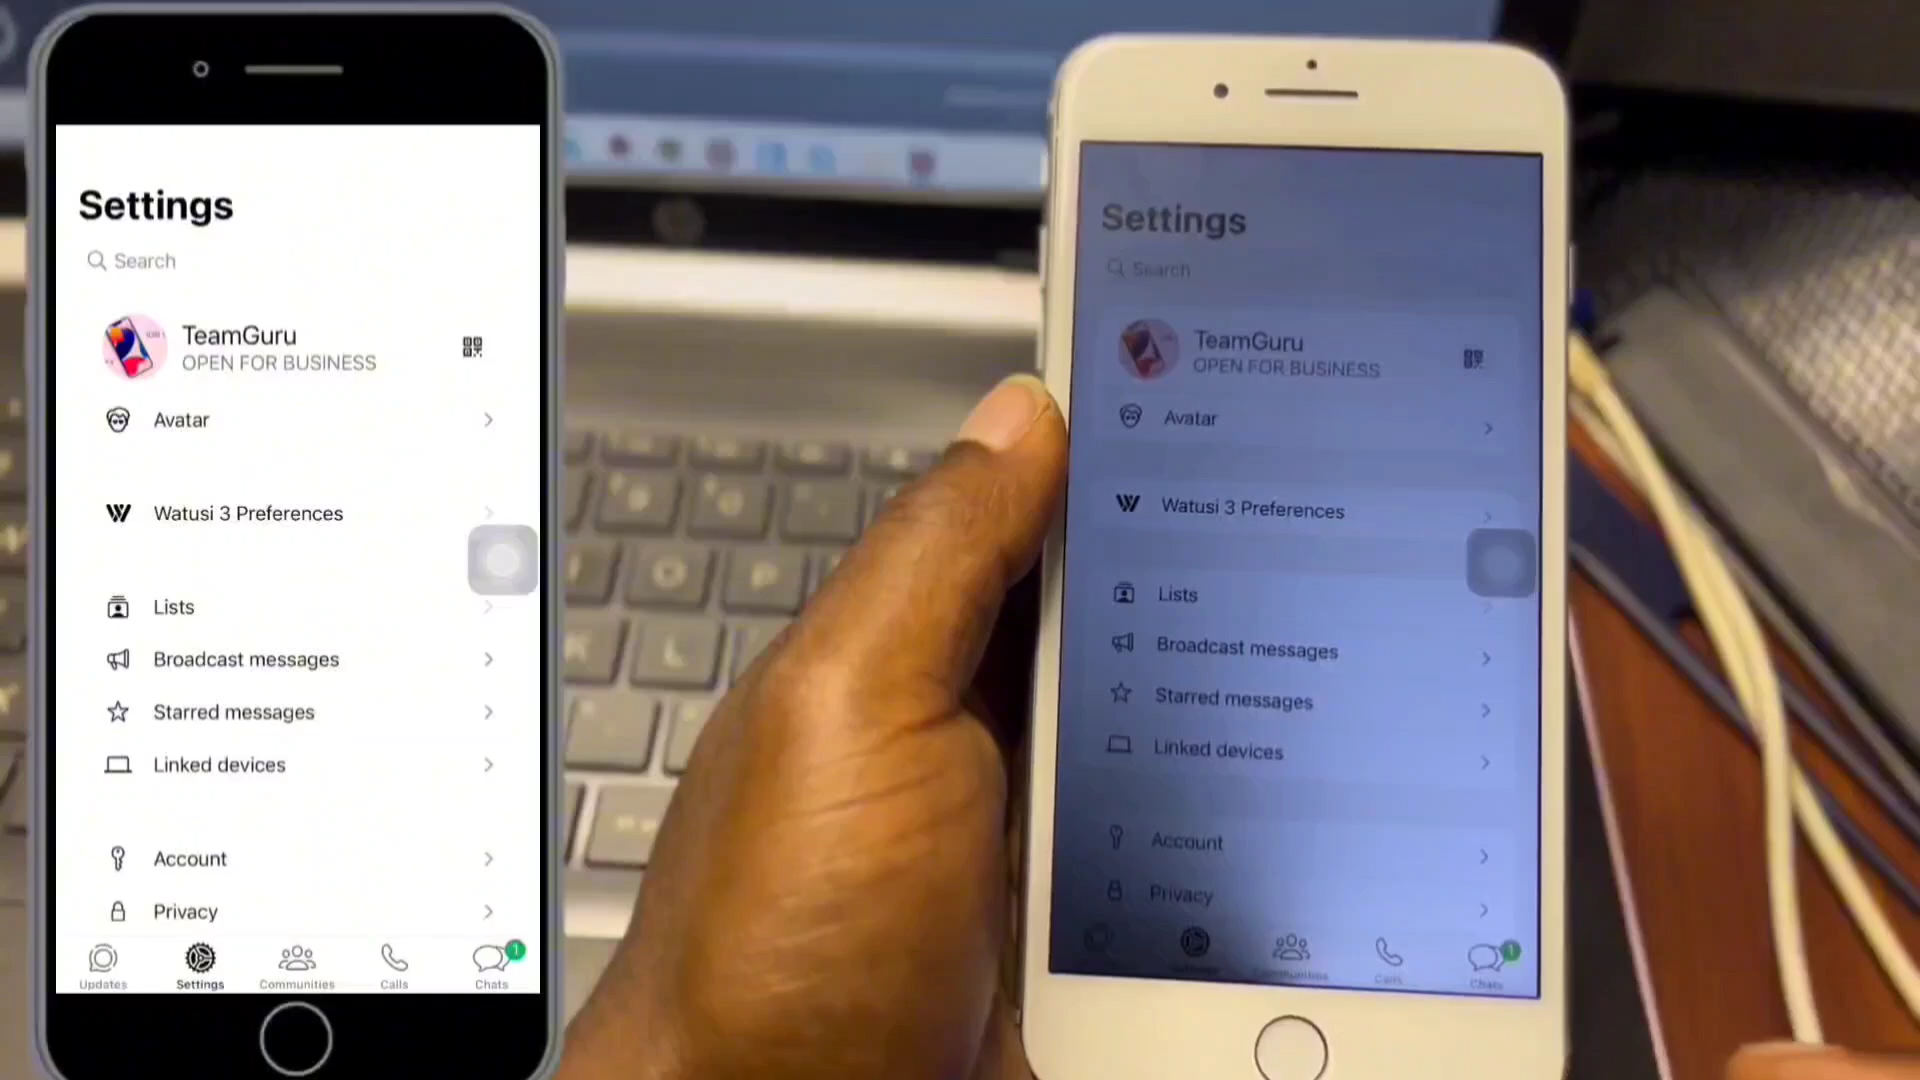 Settings
Search
TeamGuru
OPEN FOR BUSINESS
Avatar
Watusi 3 Preferences
Lists
Broadcast messages
Starred messages
Linked devices
Account
Privacy
1
Updates
Settings
Communities
Calls
Chats
Settings
Search
TeamGuru
OPEN FOR BUSINESS
Avatar
Watusi 3 Preferences
Lists
Broadcast messages
Starred messages
Linked devices
Account
Privacy
1
Communities
Calls
Chats
O
P
K
L